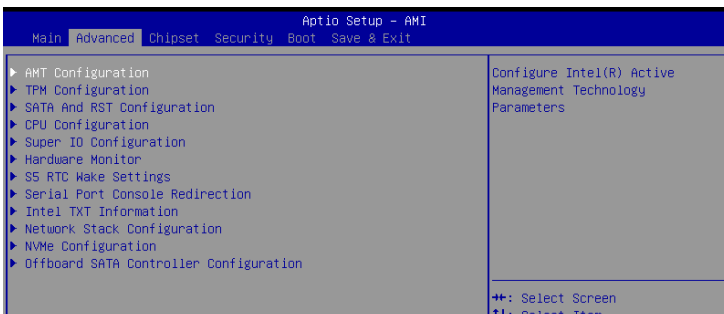 Aptio Setup – AMI
Main Advanced Chipset Security Boot Save & Exit
AMT Configuration
TPM Configuration
SATA And RST Configuration
CPU Configuration
Super IO Configuration
Hardware Monitor
S5 RTC Wake Settings
Serial Port Console Redirection
Intel TXT Information
Network Stack Configuration
NVMe Configuration
Offboard SATA Controller Configuration
Configure Intel(R) Active
Management Technology
Parameters
→←: Select Screen
↑↓: Select Item